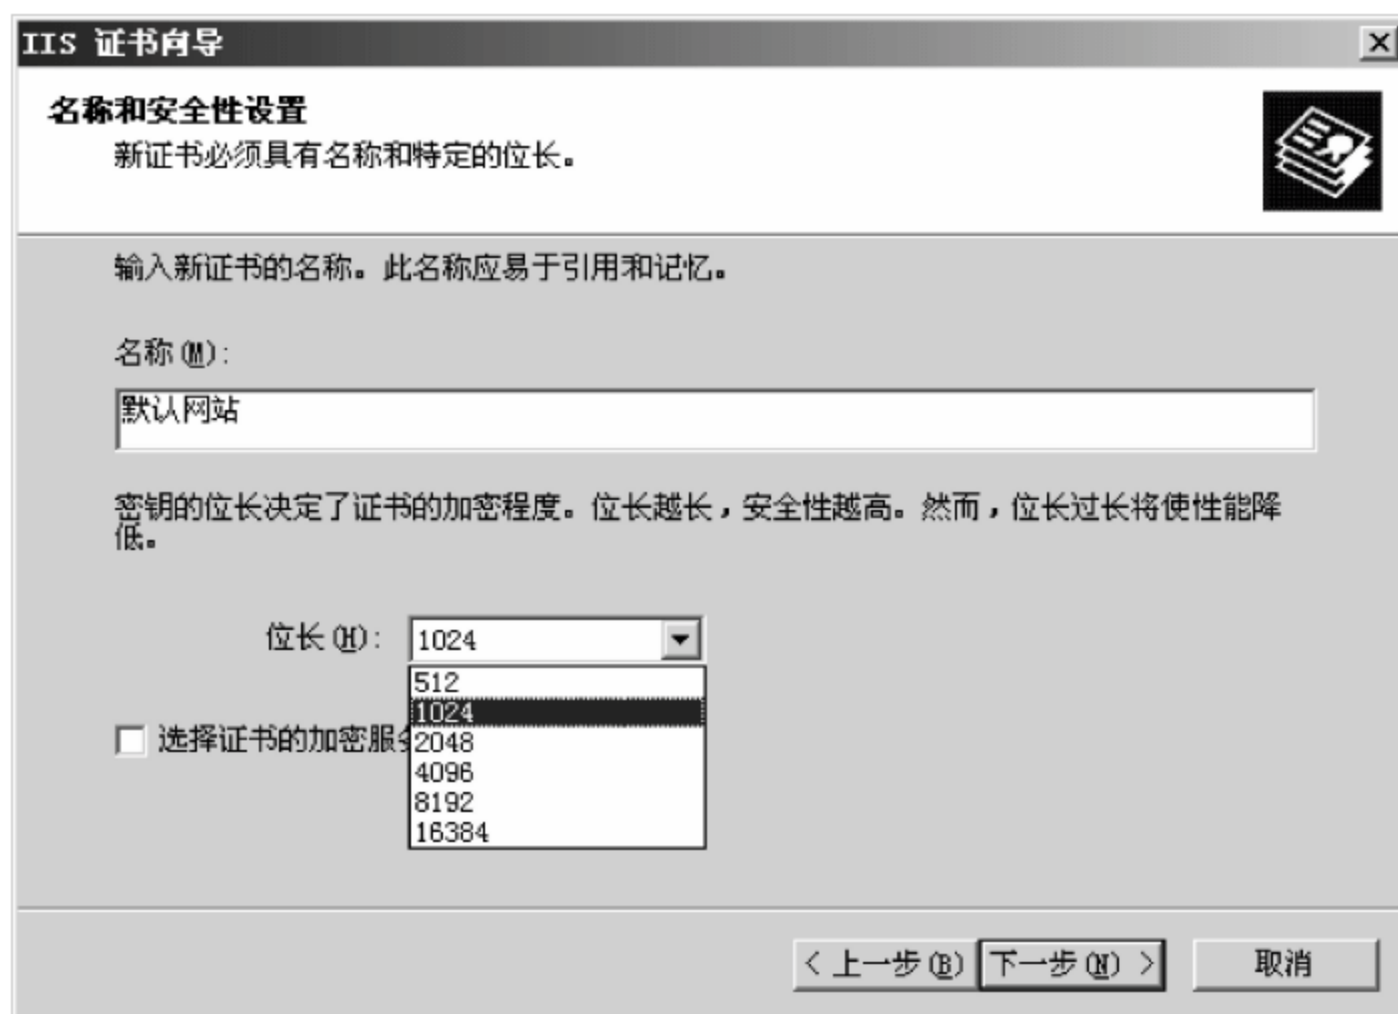 IIS 证书向导
名称和安全性设置
新证书必须具有名称和特定的位长。
输入新证书的名称。此名称应易于引用和记忆。
名称(M):
默认网站
密钥的位长决定了证书的加密程度。位长越长，安全性越高。然而，位长过长将使性能降
低。
位长(H): 1024
512
1024
选择证书的加密服
2048
4096
8192
16384
< 上一步(B) 下一步(N) > 取消